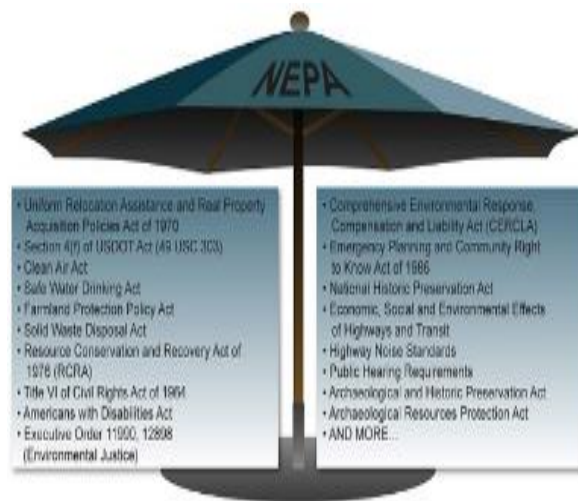 NEPA
• Uniform Relocation Assistance and Real Property
Acquisition Policies Act of 1970
• Section 4(f) of USDOT Act (49 USC 303)
• Clean Air Act
• Safe Water Drinking Act
• Farmland Protection Policy Act
• Solid Waste Disposal Act
• Resource Conservation and Recovery Act of
1976 (RCRA)
• Title VI of Civil Rights Act of 1964
• Americans with Disabilities Act
• Executive Order 11990, 12898
(Environmental Justice)
• Comprehensive Environmental Response
Compensation and Liability Act (CERCLA)
• Emergency Planning and Community Right
to Know Act of 1986
• National Historic Preservation Act
• Economic, Social and Environmental Effects
of Highways and Transit
• Highway Noise Standards
• Public Hearing Requirements
• Archaeological and Historic Preservation Act
• Archaeological Resources Protection Act
• AND MORE...